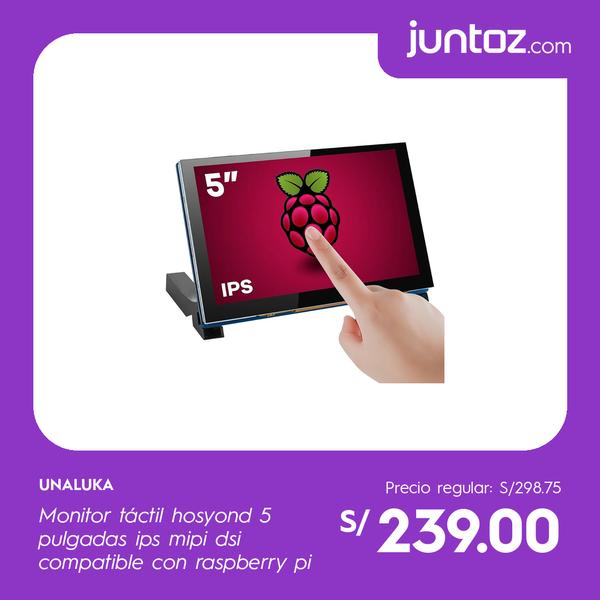 juntoz.com
5"
IPS
UNALUKA
Monitor táctil hosyond 5
pulgadas ips mipi dsi
compatible con raspberry pi
Precio regular: S/298.75
S/ 239.00